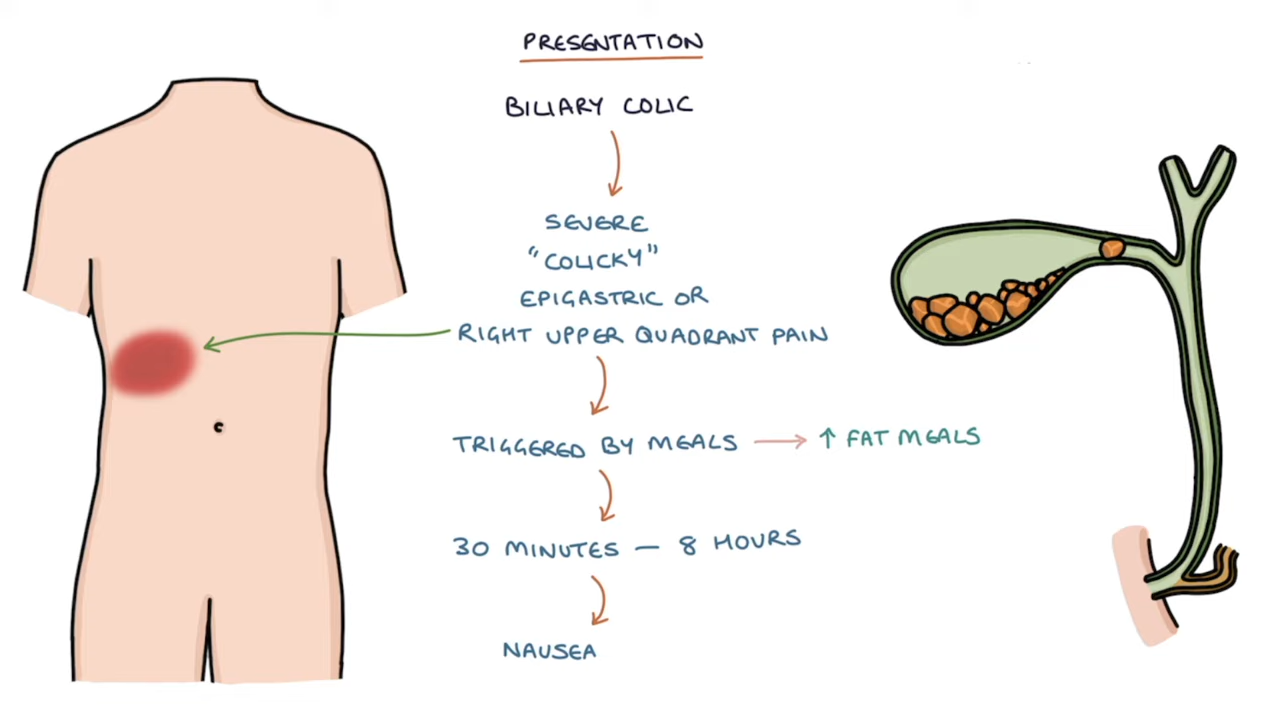 PRESENTATION
BILIARY COLIC
SEVERE
"COLICKY"
EPIGASTRIC OR
RIGHT UPPER QUADRANT PAIN
TRIGGERED BY MEALS → ↑ FAT MEALS
30 MINUTES — 8 HOURS
NAUSEA